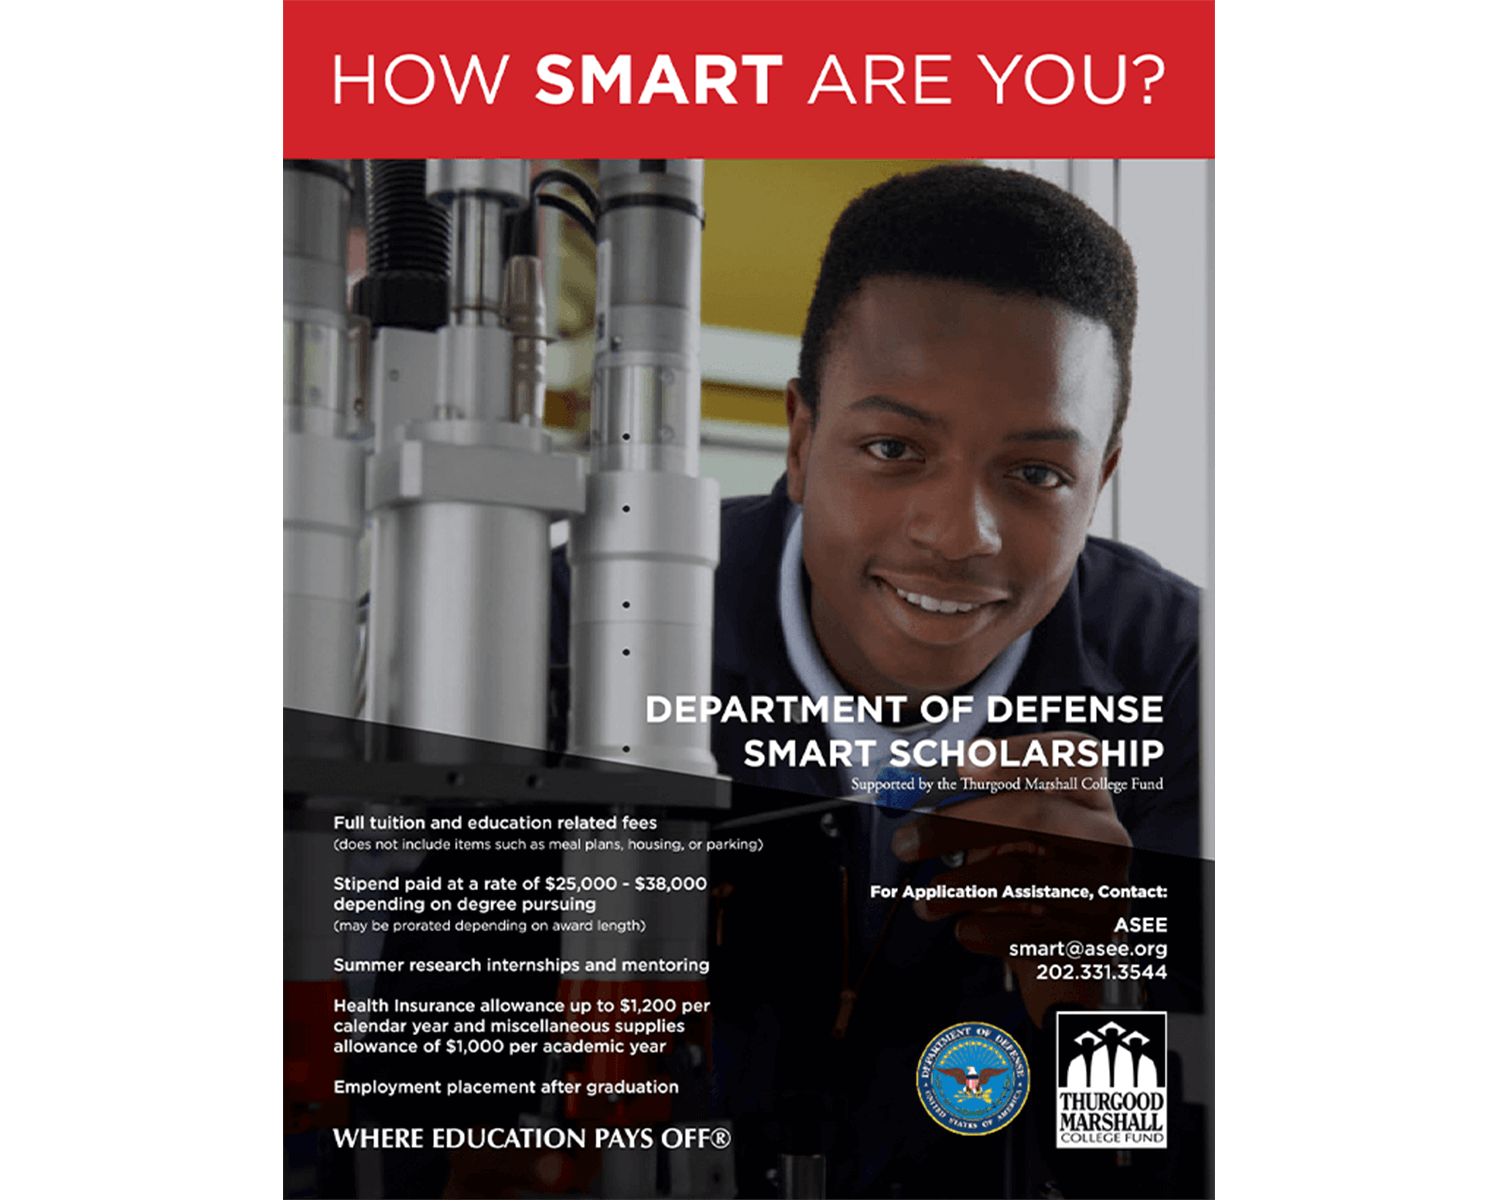 HOW SMART ARE YOU?
DEPARTMENT OF DEFENSE
SMART SCHOLARSHIP
Supported by the Thurgood Marshall College Fund
Full tuition and education related fees
(does not include items such as meal plans, housing, or parking)
Stipend paid at a rate of $25,000 - $38,000
depending on degree pursuing
(may be prorated depending on award length)
Summer research internships and mentoring
Health Insurance allowance up to $1,200 per
calendar year and miscellaneous supplies
allowance of $1,000 per academic year
Employment placement after graduation
WHERE EDUCATION PAYS OFF®
For Application Assistance, Contact:
ASEE
smart@asee.org
202.331.3544
DEPARTMENT OF DEFENSE
UNITED STATES OF AMERICA
THURGOOD
MARSHALL
COLLEGE FUND